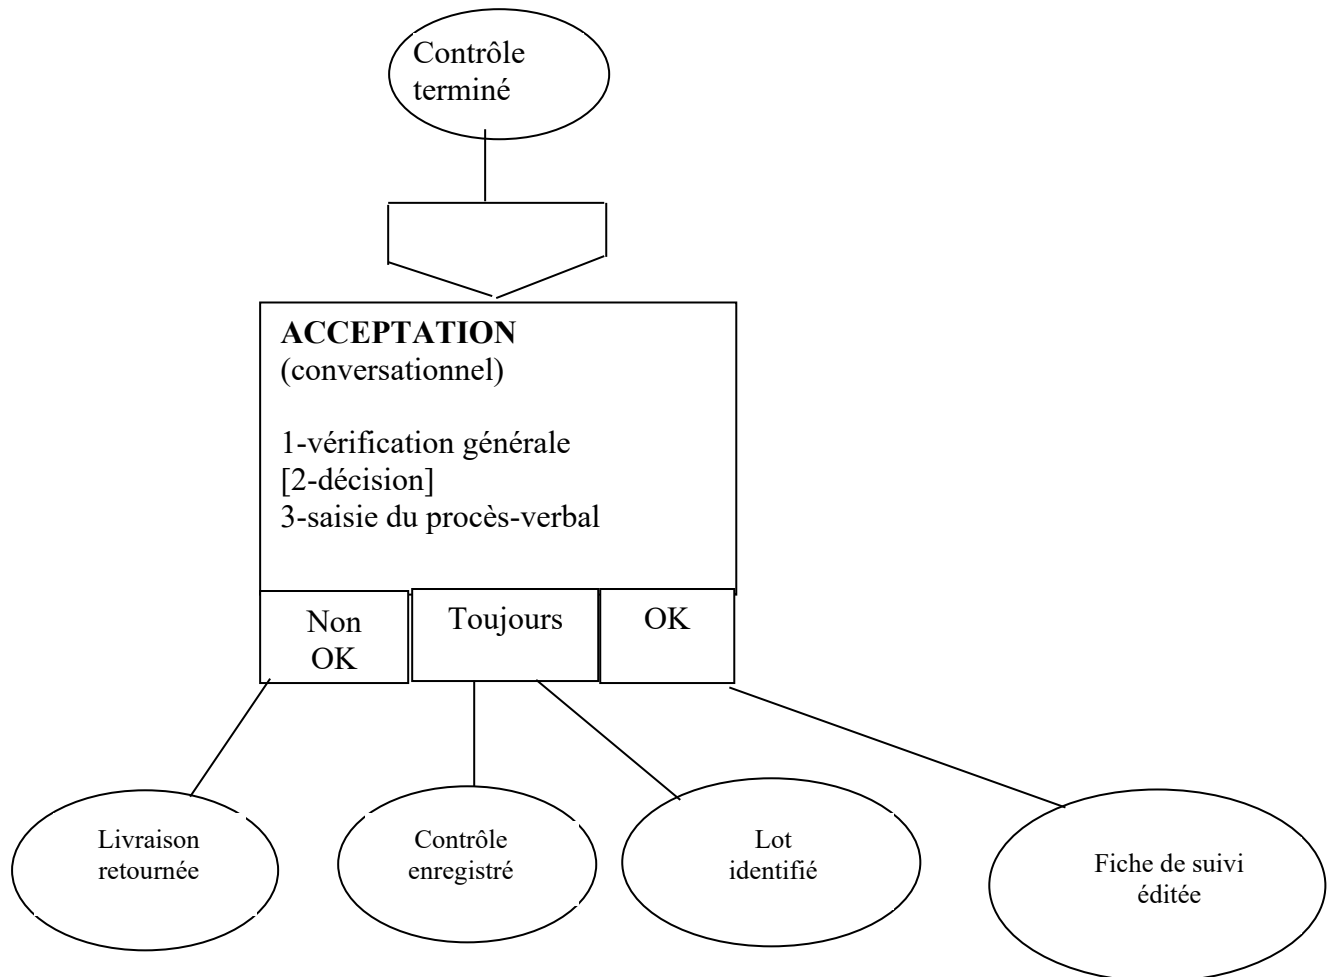 Contrôle
terminé
ACCEPTATION
(conversationnel)
1-vérification générale
[2-décision]
3-saisie du procès-verbal
Non
OK
Toujours
OK
Livraison
retournée
Contrôle
enregistré
Lot
identifié
Fiche de suivi
éditée